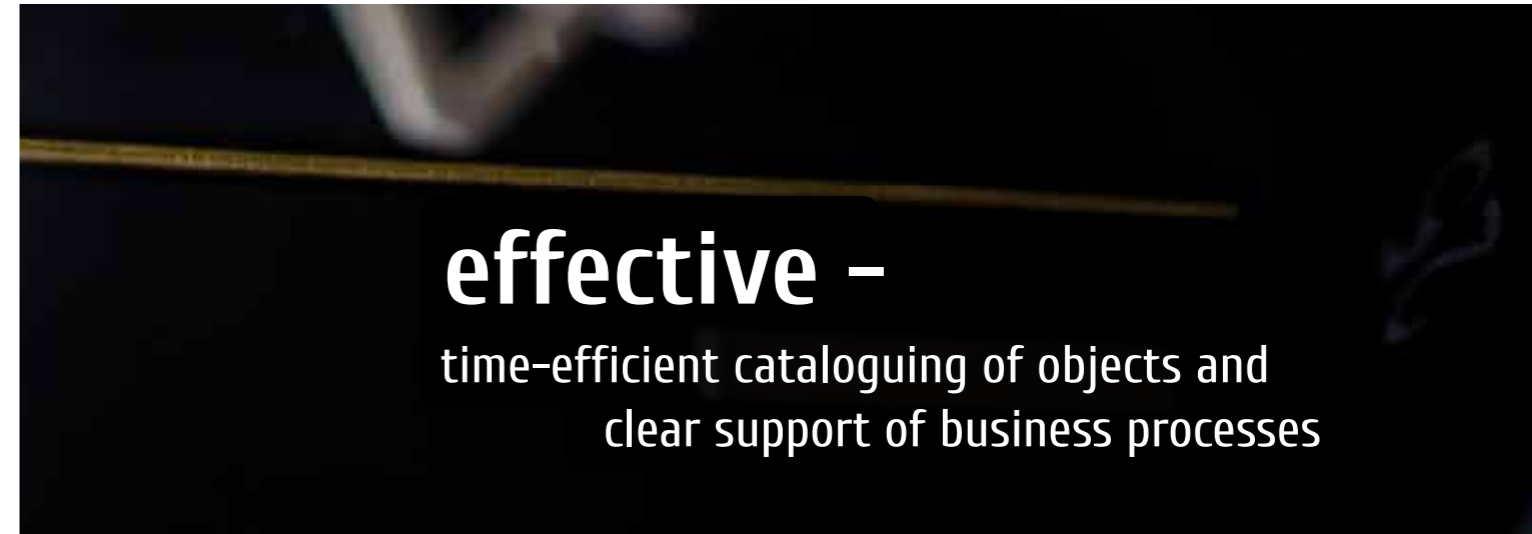 effective –
time-efficient cataloguing of objects and
clear support of business processes